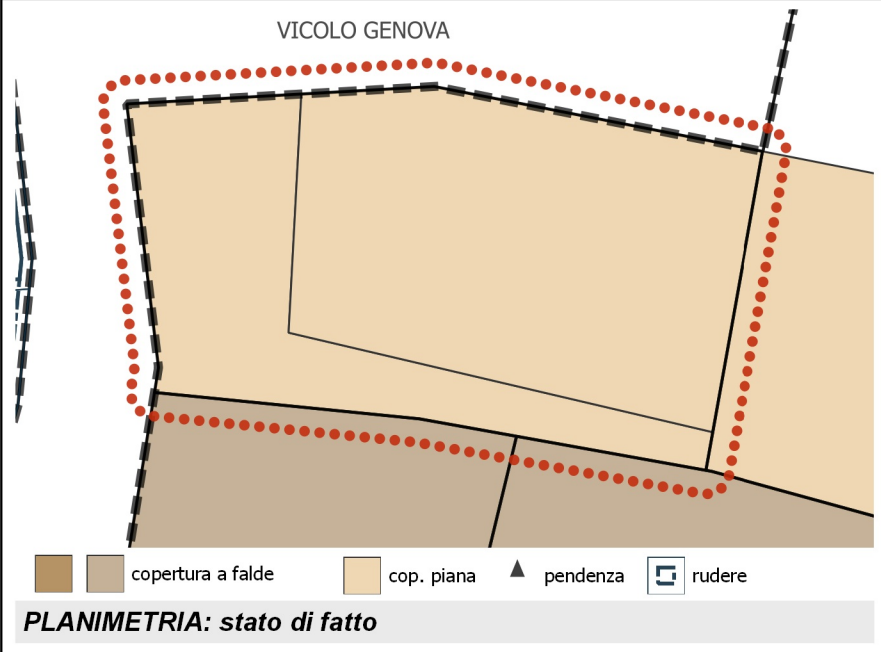 VICOLO GENOVA
copertura a falde cop. piana pendenza rudere
PLANIMETRIA: stato di fatto